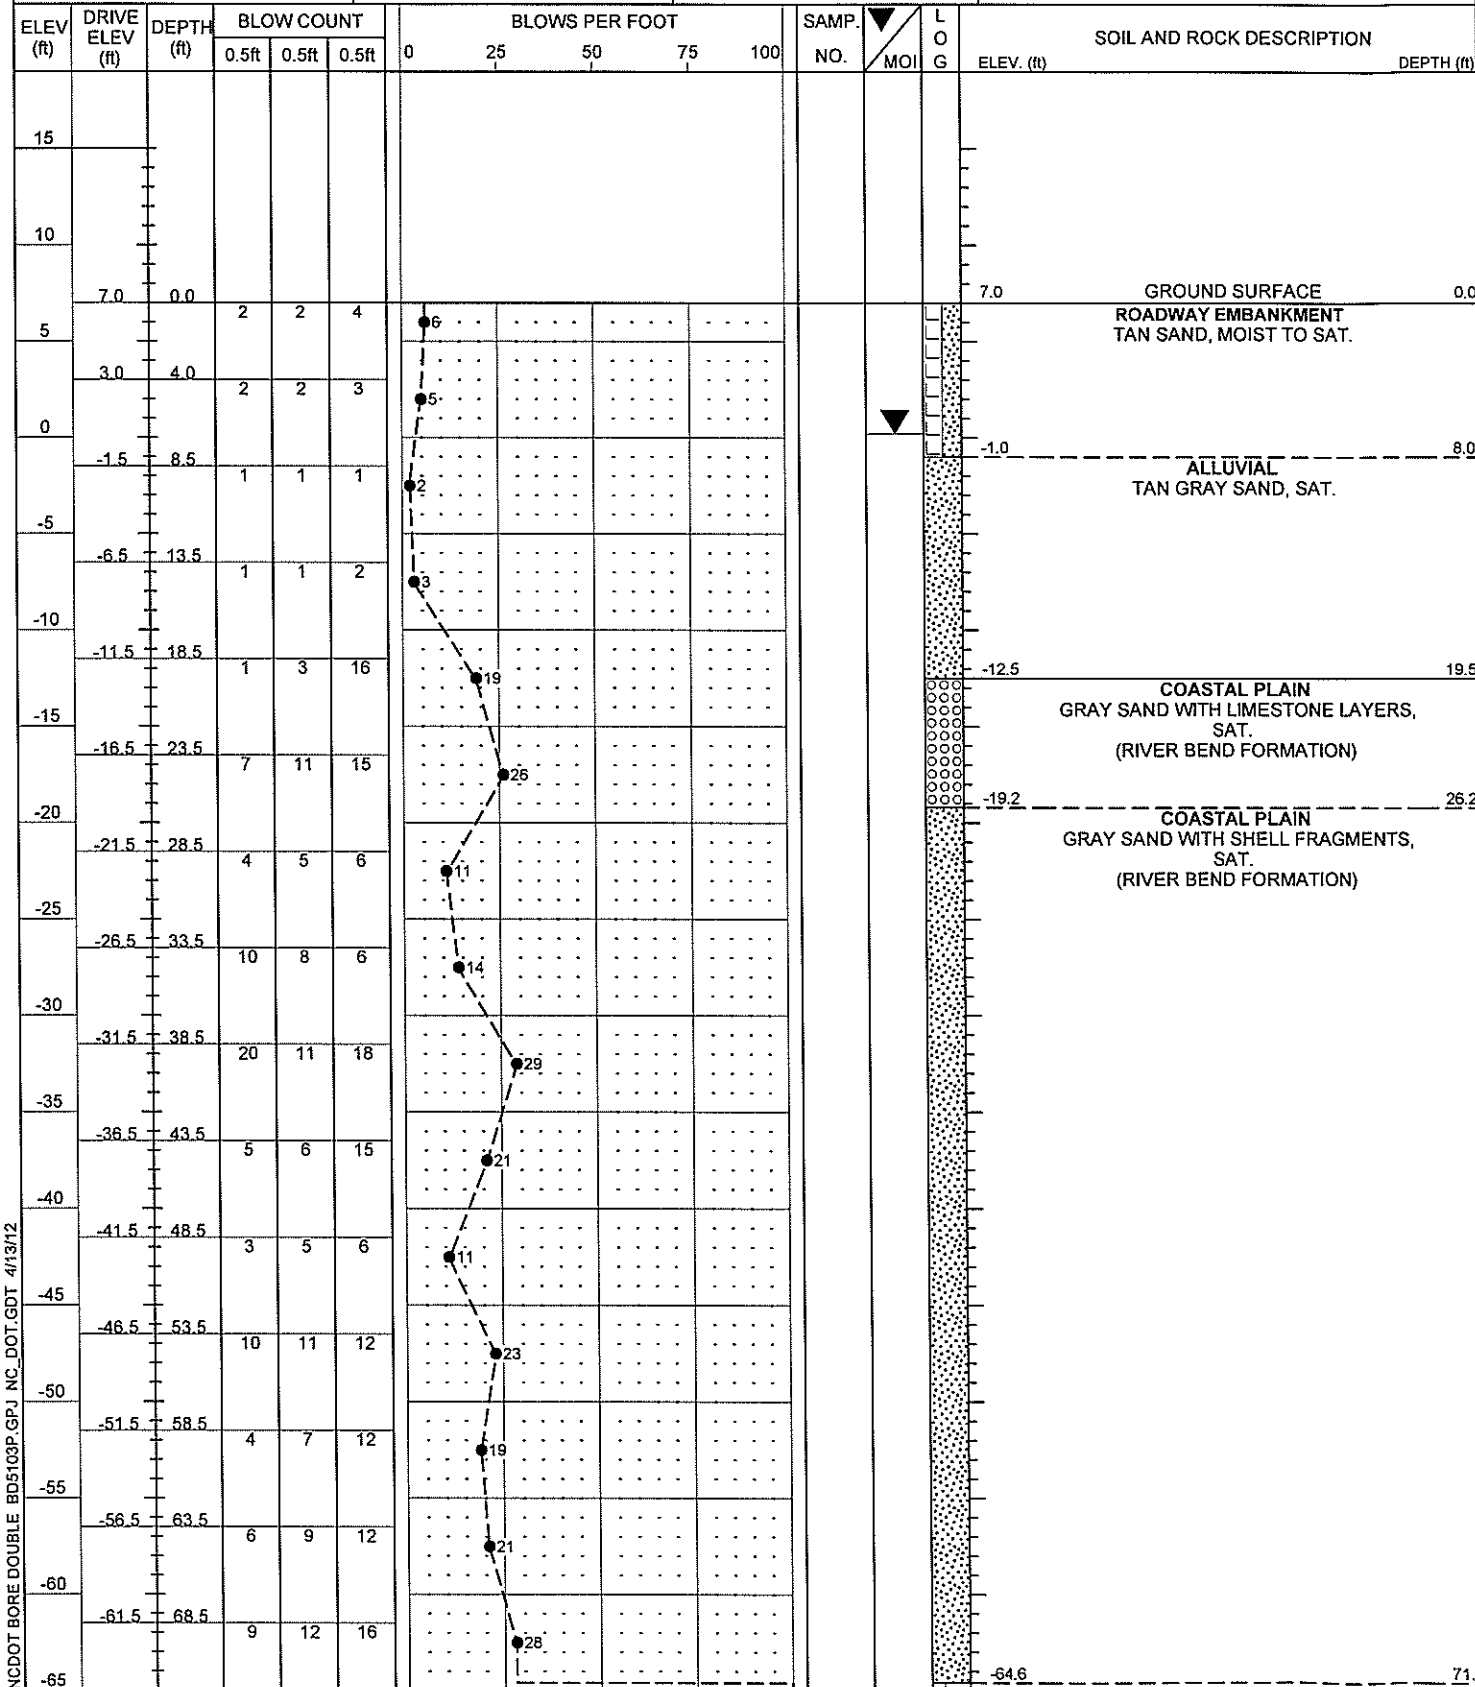 ELEV (ft) DRIVE ELEV (ft) DEPTH (ft) BLOW COUNT BLOWS PER FOOT SAMP. NO. MOI LOG SOIL AND ROCK DESCRIPTION
0.5ft 0.5ft 0.5ft 0 25 50 75 100 ELEV. (ft) DEPTH (ft)
15
10
7.0 0.0 7.0 GROUND SURFACE 0.0
2 2 4 6 ROADWAY EMBANKMENT
5 TAN SAND, MOIST TO SAT.
3.0 4.0
2 2 3 5
0
-1.0 8.0
-1.5 8.5 ALLUVIAL
1 1 1 2 TAN GRAY SAND, SAT.
-5
-6.5 13.5
1 1 2 3
-10
-11.5 18.5
1 3 16 19 -12.5 19.5
COASTAL PLAIN
GRAY SAND WITH LIMESTONE LAYERS,
-15 SAT.
-16.5 23.5 (RIVER BEND FORMATION)
7 11 15 26
-19.2 26.2
-20 COASTAL PLAIN
GRAY SAND WITH SHELL FRAGMENTS,
-21.5 28.5 SAT.
4 5 6 11 (RIVER BEND FORMATION)
-25
-26.5 33.5
10 8 6 14
-30
-31.5 38.5
20 11 18 29
-35
-36.5 43.5
5 6 15 21
-40
-41.5 48.5
3 5 6 11
-45
-46.5 53.5
10 11 12 23
-50
-51.5 58.5
4 7 12 19
-55
-56.5 63.5
6 9 12 21
-60
-61.5 68.5
9 12 16 28
-65 -64.6 71.
NCDOT BORE DOUBLE BD5103P.GPJ NC_DOT.GDT 4/13/12